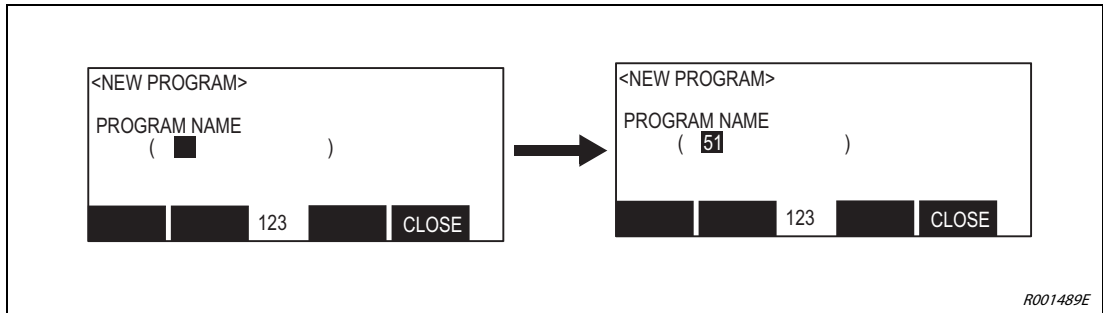 <NEW PROGRAM>
PROGRAM NAME
( )
123 CLOSE
<NEW PROGRAM>
PROGRAM NAME
( 51 )
123 CLOSE
R001489E